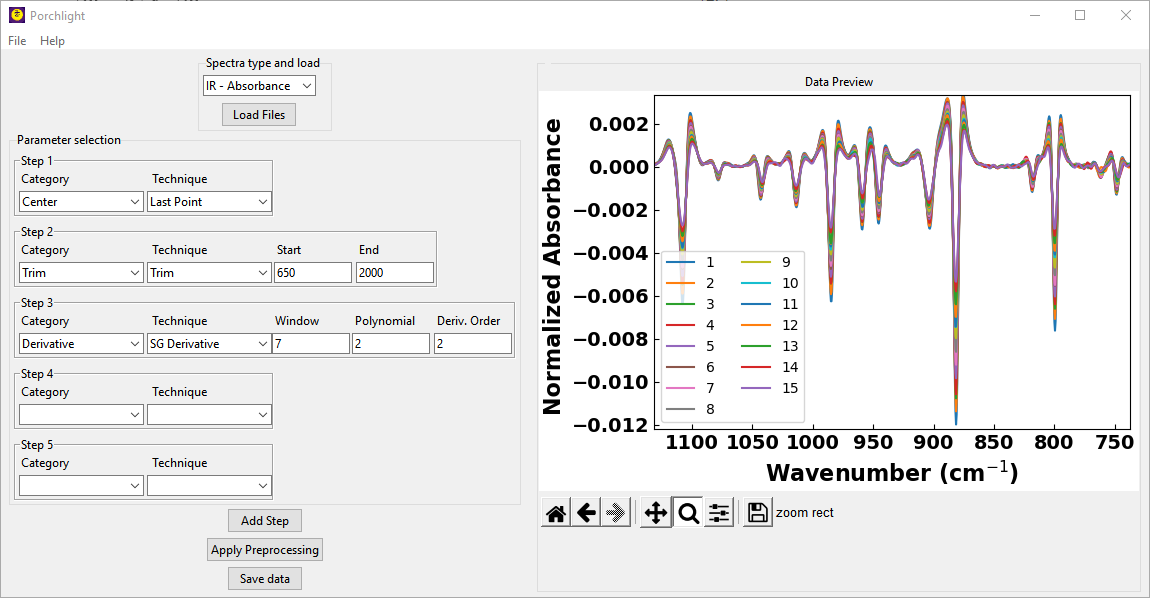 Porchlight
File Help
Spectra type and load
IR - Absorbance
Load Files
Parameter selection
Step 1
Category Technique
Center Last Point
Step 2
Category Technique Start End
Trim Trim 650 2000
Step 3
Category Technique Window Polynomial Deriv. Order
Derivative SG Derivative 7 2 2
Step 4
Category Technique
Step 5
Category Technique
Add Step
Apply Preprocessing
Save data
Data Preview
Normalized Absorbance
0.002
0.000
−0.002
−0.004
−0.006
−0.008
−0.010
−0.012
1 9
2 10
3 11
4 12
5 13
6 14
7 15
8
1100 1050 1000 950 900 850 800 750
Wavenumber (cm⁻¹)
zoom rect